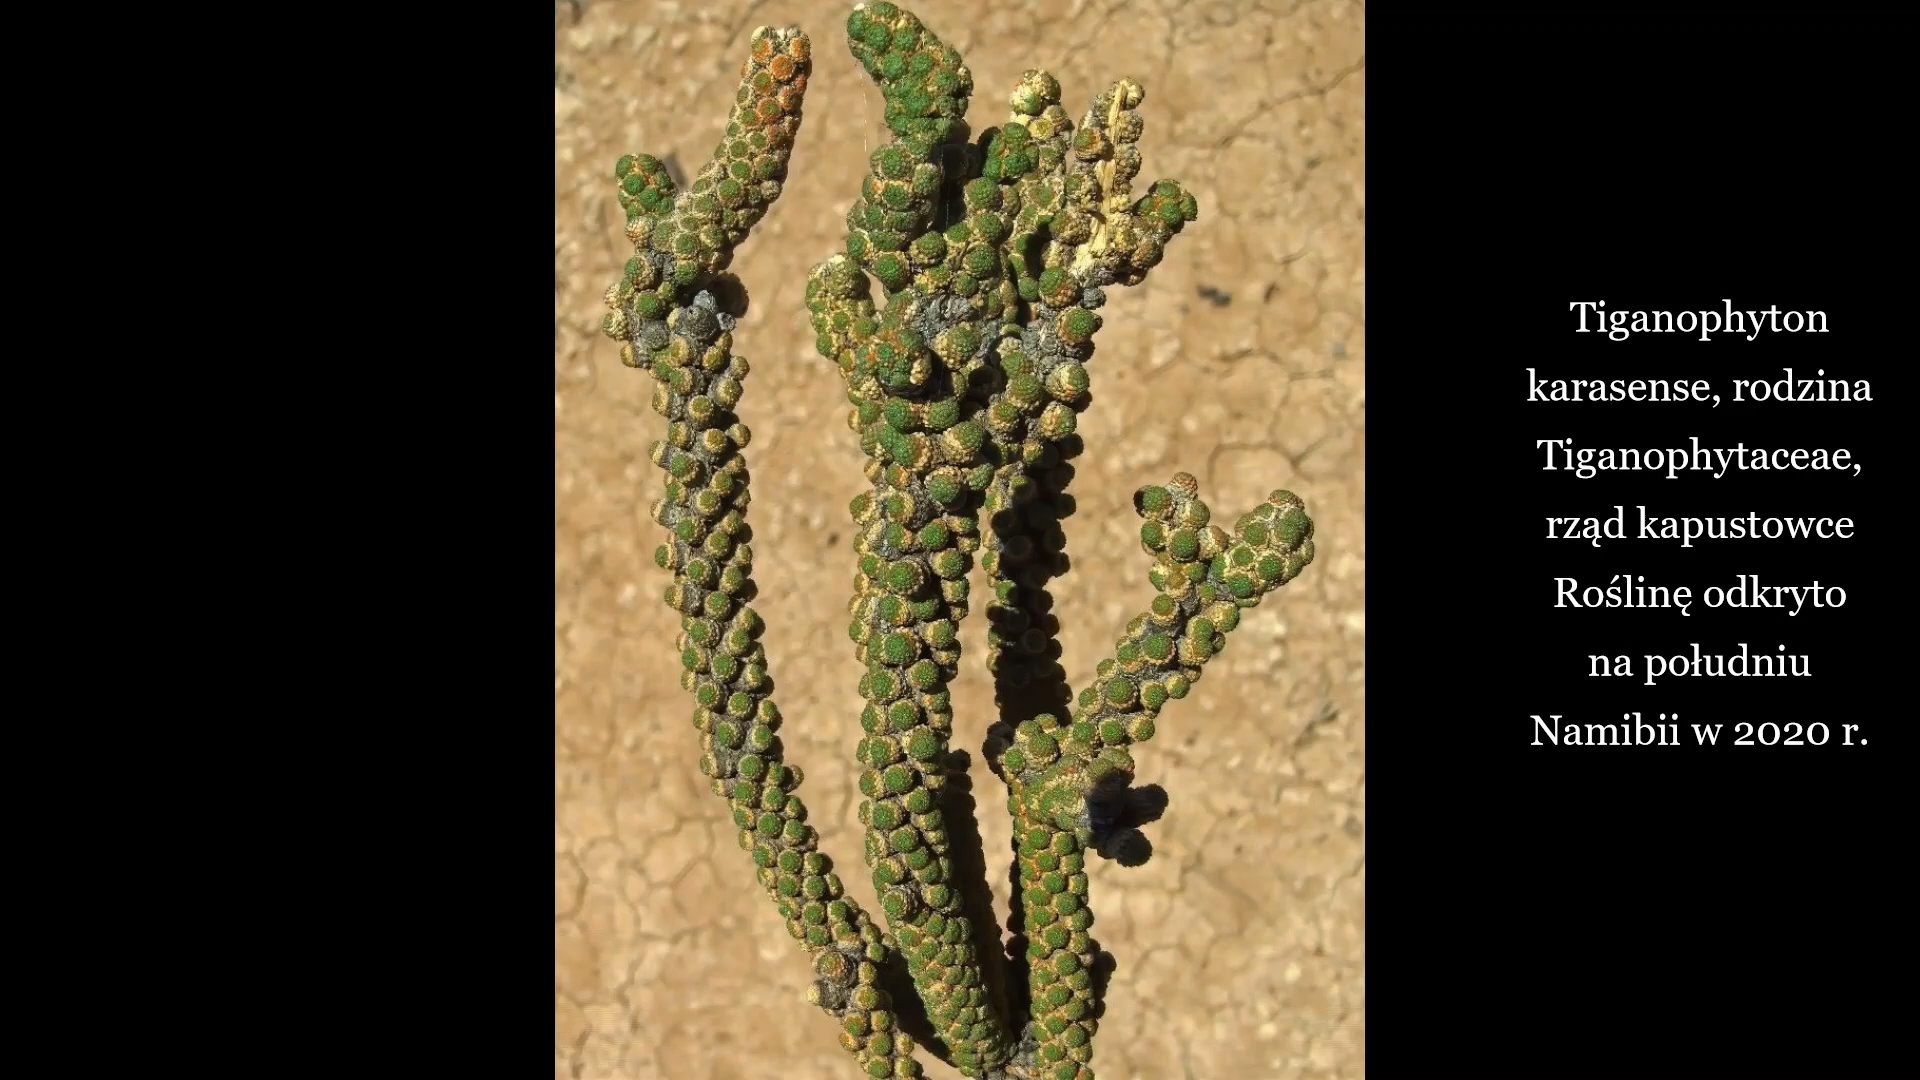 Tiganophyton
karasense, rodzina
Tiganophytaceae,
rząd kapustowce
Roślinę odkryto
na południu
Namibii w 2020 r.